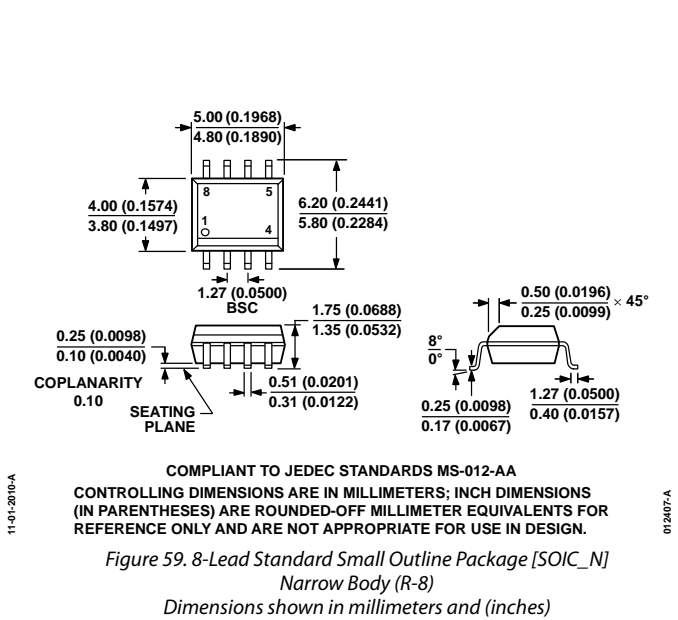 5.00 (0.1968)
4.80 (0.1890)
8
5
1
4
4.00 (0.1574)
3.80 (0.1497)
6.20 (0.2441)
5.80 (0.2284)
1.27 (0.0500)
BSC
1.75 (0.0688)
1.35 (0.0532)
0.25 (0.0098)
0.10 (0.0040)
COPLANARITY
0.10
SEATING
PLANE
0.51 (0.0201)
0.31 (0.0122)
0.50 (0.0196)
0.25 (0.0099)
× 45°
8°
0°
0.25 (0.0098)
0.17 (0.0067)
1.27 (0.0500)
0.40 (0.0157)
COMPLIANT TO JEDEC STANDARDS MS-012-AA
CONTROLLING DIMENSIONS ARE IN MILLIMETERS; INCH DIMENSIONS
(IN PARENTHESES) ARE ROUNDED-OFF MILLIMETER EQUIVALENTS FOR
REFERENCE ONLY AND ARE NOT APPROPRIATE FOR USE IN DESIGN.
11-01-2010-A
012407-A
Figure 59. 8-Lead Standard Small Outline Package [SOIC_N]
Narrow Body (R-8)
Dimensions shown in millimeters and (inches)